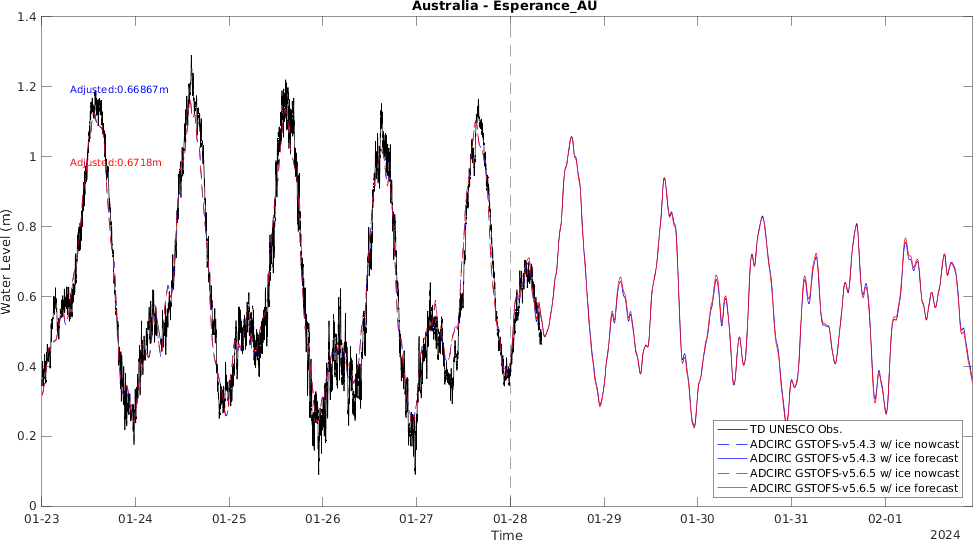 Australia - Esperance_AU
1.4
1.2
1
0.8
0.6
0.4
0.2
0
Water Level (m)
Adjusted:0.66867m
Adjusted:0.6718m
TD UNESCO Obs.
ADCIRC GSTOFS-v5.4.3 w/ ice nowcast
ADCIRC GSTOFS-v5.4.3 w/ ice forecast
ADCIRC GSTOFS-v5.6.5 w/ ice nowcast
ADCIRC GSTOFS-v5.6.5 w/ ice forecast
01-23 01-24 01-25 01-26 01-27 01-28 01-29 01-30 01-31 02-01
Time
2024